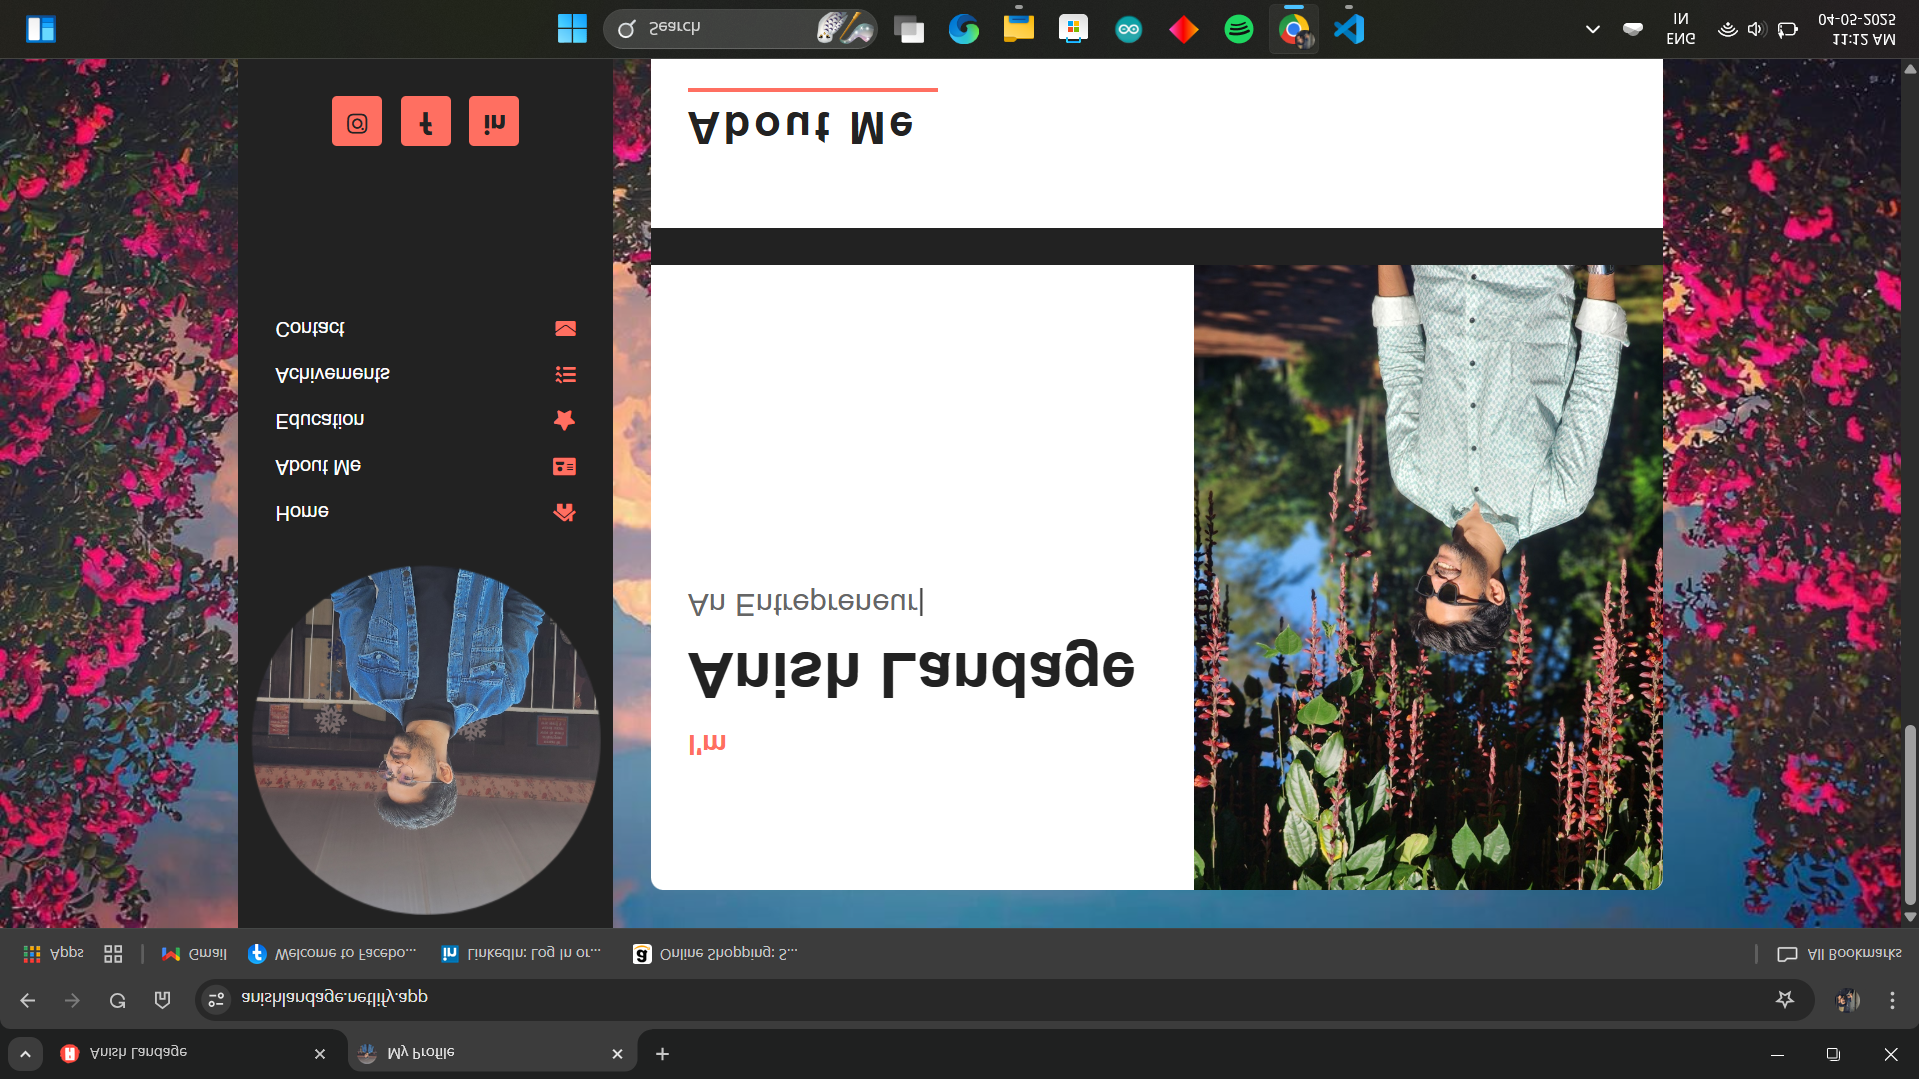 Anish Landage
My Profile
anishlandage.netlify.app
Apps
Gmail
Welcome to Facebo...
LinkedIn: Log In or...
Online Shopping: S...
All Bookmarks
Home
About Me
Education
Achivements
Contact
I'm
Anish Landage
An Entrepreneur|
About Me
Search
ENG
IN
11:12 AM
04-05-2025